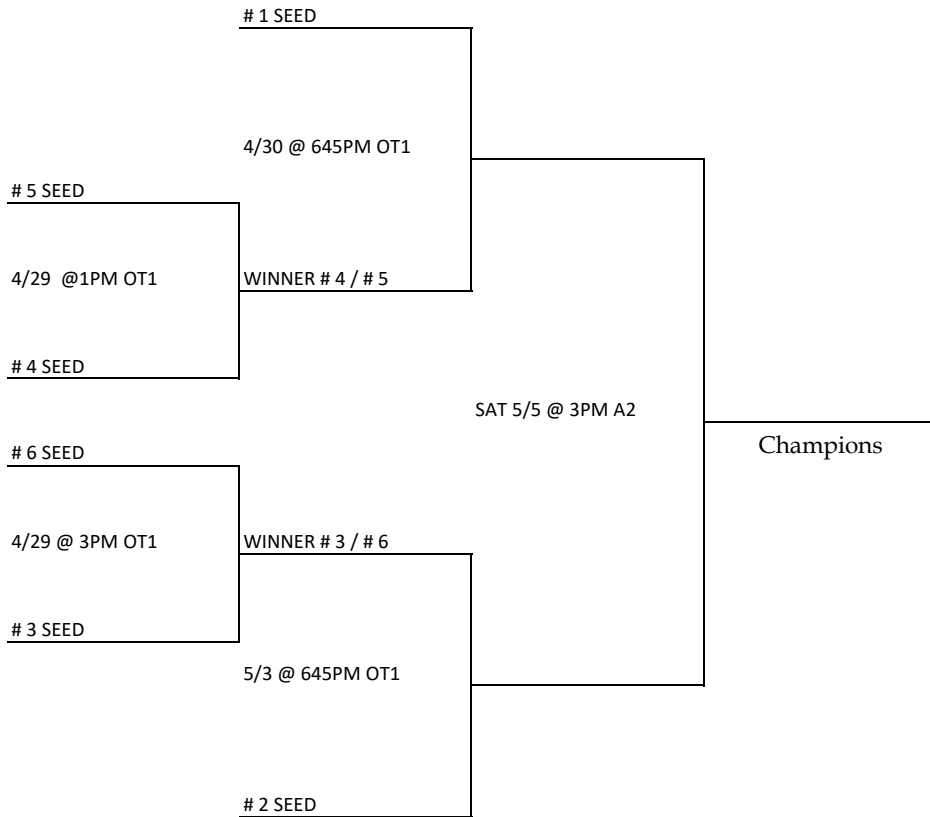 # 1 SEED
4/30 @ 645PM OT1
# 5 SEED
4/29  @1PM OT1
WINNER # 4 / # 5
# 4 SEED
SAT 5/5 @ 3PM A2
Champions
# 6 SEED
4/29 @ 3PM OT1
WINNER # 3 / # 6
# 3 SEED
5/3 @ 645PM OT1
# 2 SEED